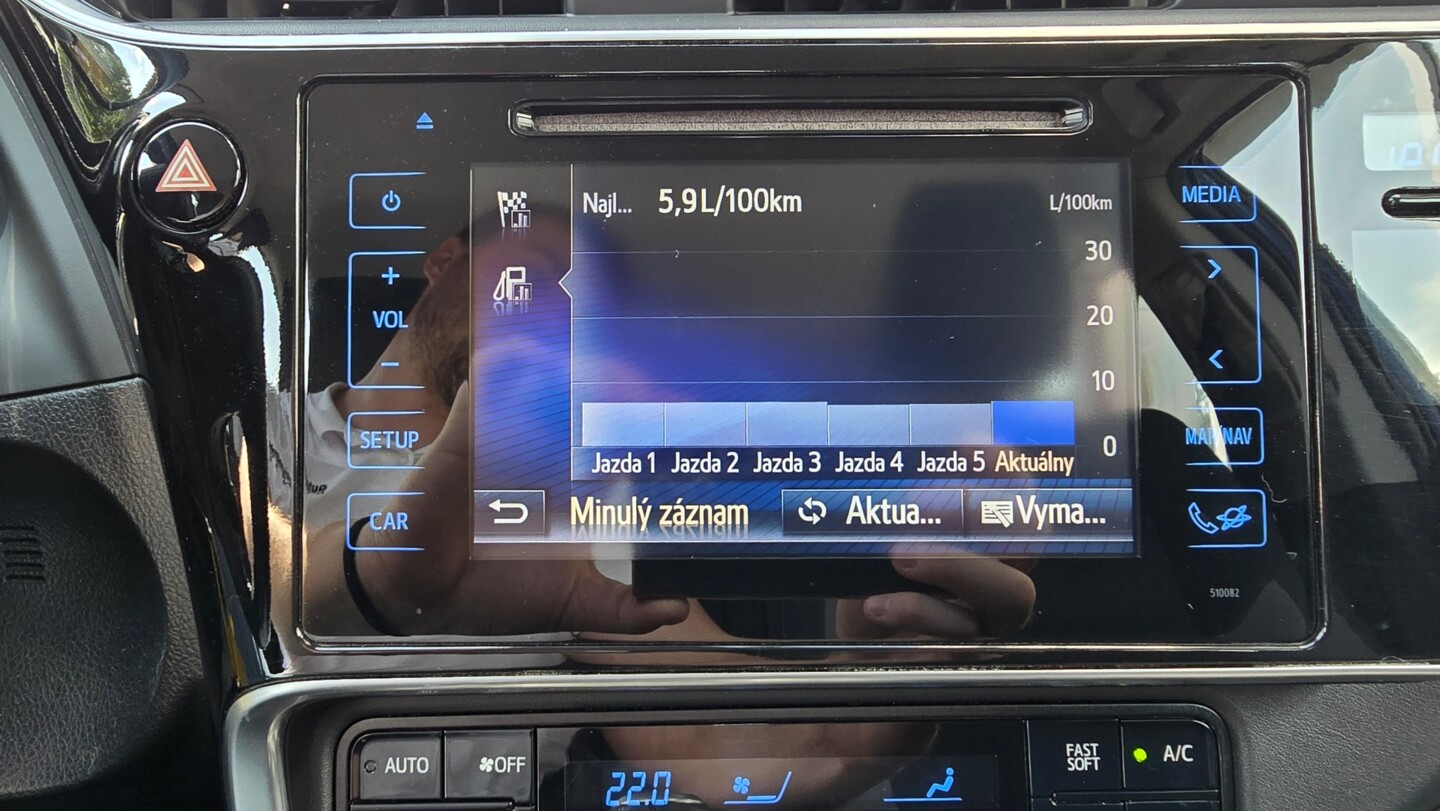 Najl... 5,9L/100km L/100km
30
20
10
0
Jazda 1 Jazda 2 Jazda 3 Jazda 4 Jazda 5 Aktuálny
Minulý záznam Aktua... Vyma...
+
VOL
-
SETUP
CAR
MEDIA
>
<
MAP NAV
510082
AUTO OFF 22.0 FAST SOFT A/C